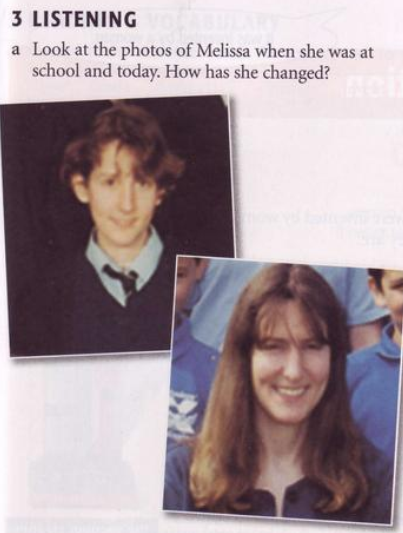 3 LISTENING
a Look at the photos of Melissa when she was at
school and today. How has she changed?